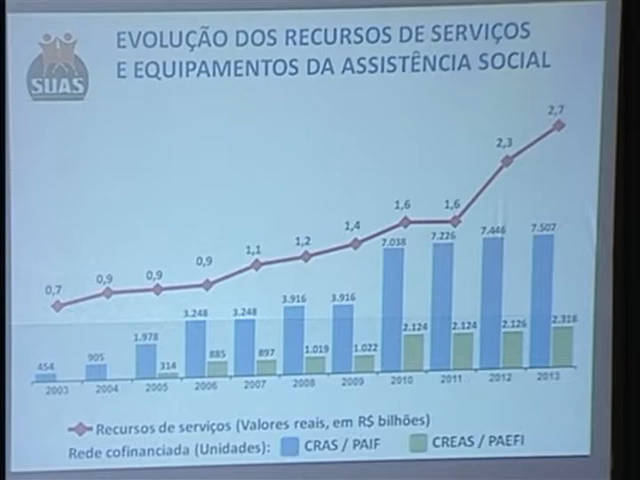 SUAS
EVOLUÇÃO DOS RECURSOS DE SERVIÇOS
E EQUIPAMENTOS DA ASSISTÊNCIA SOCIAL
0,7 0,9 0,9 0,9 1,1 1,2 1,4 1,6 1,6 2,3 2,7
454 905 1.978 3.248 3.248 3.916 3.916 7.038 7.226 7.446 7.507
314 885 897 1.019 1.022 2.124 2.124 2.126 2.316
2003 2004 2005 2006 2007 2008 2009 2010 2011 2012 2013
Recursos de serviços (Valores reais, em R$ bilhões)
Rede cofinanciada (Unidades): CRAS / PAIF CREAS / PAEFI